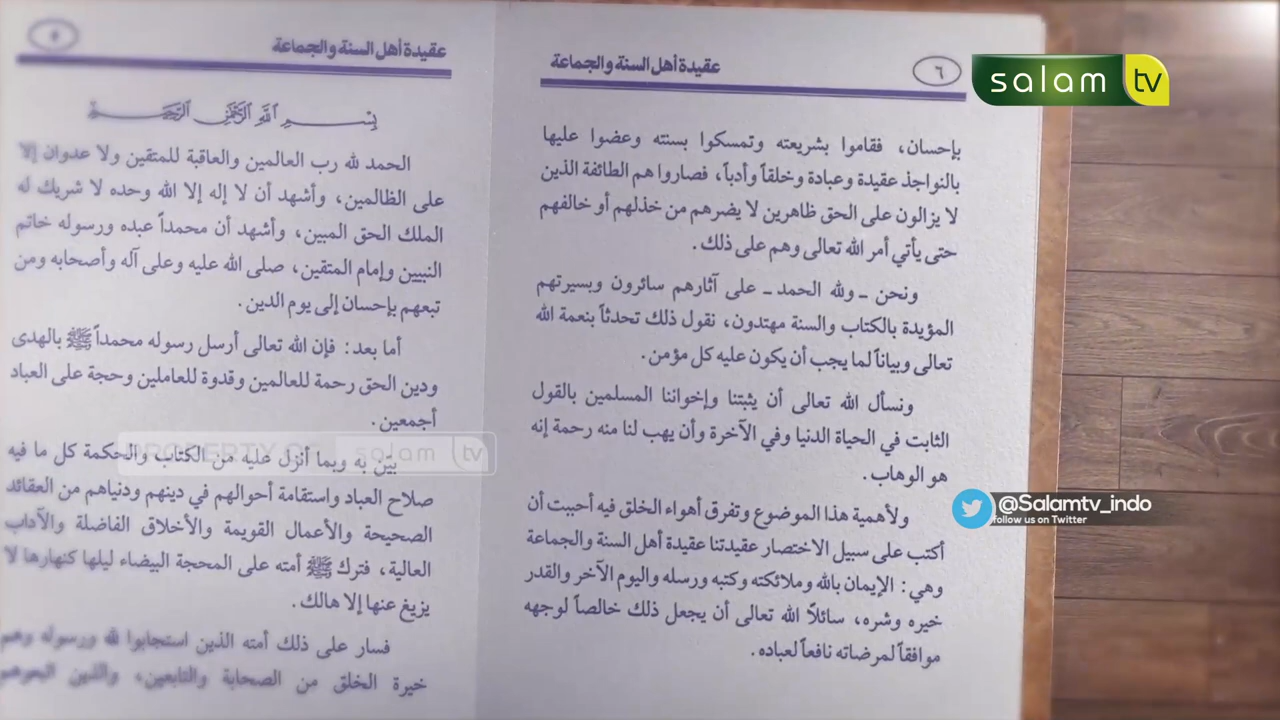 ٥
عقيدة أهل السنة والجماعة
بسم الله الرحمن الرحيم
الحمد لله رب العالمين والعاقبة للمتقين ولا عدوان إلا
على الظالمين، وأشهد أن لا إله إلا الله وحده لا شريك له
الملك الحق المبين، وأشهد أن محمداً عبده ورسوله خاتم
النبيين وإمام المتقين، صلى الله عليه وعلى آله وأصحابه ومن
تبعهم بإحسان إلى يوم الدين.
أما بعد: فإن الله تعالى أرسل رسوله محمداً ﷺ بالهدى
ودين الحق رحمة للعالمين وقدوة للعاملين وحجة على العباد
أجمعين.
بيّن به وبما أنزل عليه من الكتاب والحكمة كل ما فيه
صلاح العباد واستقامة أحوالهم في دينهم ودنياهم من العقائد
الصحيحة والأعمال القويمة والأخلاق الفاضلة والآداب
العالية، فترك ﷺ أمته على المحجة البيضاء ليلها كنهارها لا
يزيغ عنها إلا هالك.
فسار على ذلك أمته الذين استجابوا لله ورسوله وهم
خيرة الخلق من الصحابة والتابعين، والذين اتبعوهم
عقيدة أهل السنة والجماعة
٦
بإحسان، فقاموا بشريعته وتمسكوا بسنته وعضوا عليها
بالنواجذ عقيدة وعبادة وخلقاً وأدباً، فصاروا هم الطائفة الذين
لا يزالون على الحق ظاهرين لا يضرهم من خذلهم أو خالفهم
حتى يأتي أمر الله تعالى وهم على ذلك.
ونحن ـ ولله الحمد ـ على آثارهم سائرون وبسيرتهم
المؤيدة بالكتاب والسنة مهتدون، نقول ذلك تحدثاً بنعمة الله
تعالى وبياناً لما يجب أن يكون عليه كل مؤمن.
ونسأل الله تعالى أن يثبتنا وإخواننا المسلمين بالقول
الثابت في الحياة الدنيا وفي الآخرة وأن يهب لنا منه رحمة إنه
هو الوهاب.
ولأهمية هذا الموضوع وتفرق أهواء الخلق فيه أحببت أن
أكتب على سبيل الاختصار عقيدتنا عقيدة أهل السنة والجماعة
وهي: الإيمان بالله وملائكته وكتبه ورسله واليوم الآخر والقدر
خيره وشره، سائلاً الله تعالى أن يجعل ذلك خالصاً لوجهه
موافقاً لمرضاته نافعاً لعباده.
salam tv
PROPERTY OF salam tv
@Salamtv_indo
follow us on Twitter